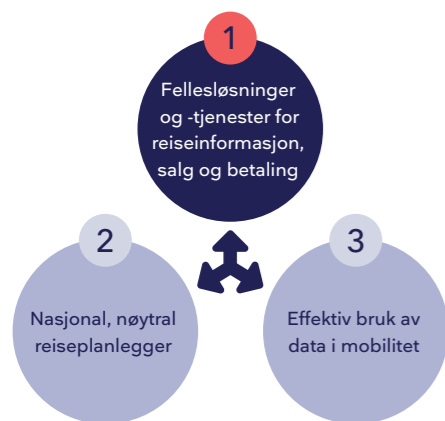 1
Fellesløsninger
og -tjenester for
reiseinformasjon,
salg og betaling
2
Nasjonal, nøytral
reiseplanlegger
3
Effektiv bruk av
data i mobilitet